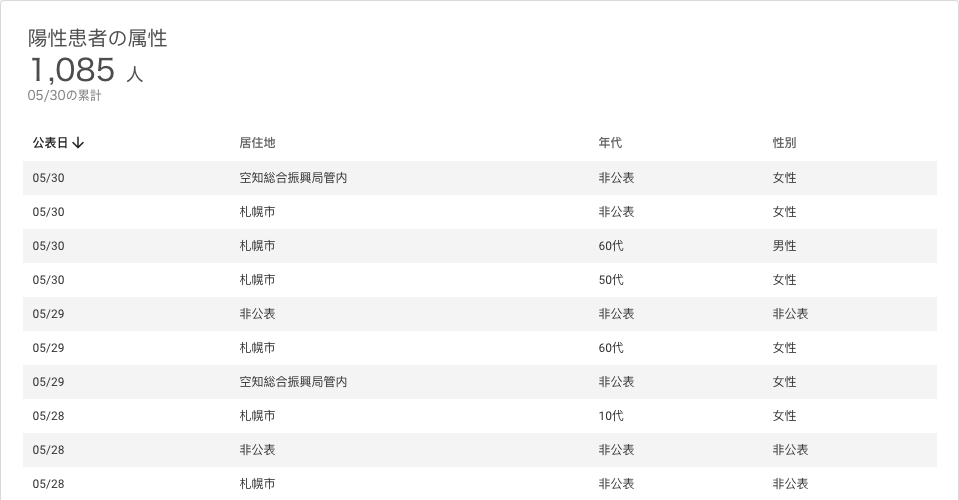 陽性患者の属性
1,085 人
05/30の累計
公表日↓ 居住地 年代 性別
05/30 空知総合振興局管内 非公表 女性
05/30 札幌市 非公表 女性
05/30 札幌市 60代 男性
05/30 札幌市 50代 女性
05/29 非公表 非公表 非公表
05/29 札幌市 60代 女性
05/29 空知総合振興局管内 非公表 女性
05/28 札幌市 10代 女性
05/28 非公表 非公表 非公表
05/28 札幌市 非公表 非公表